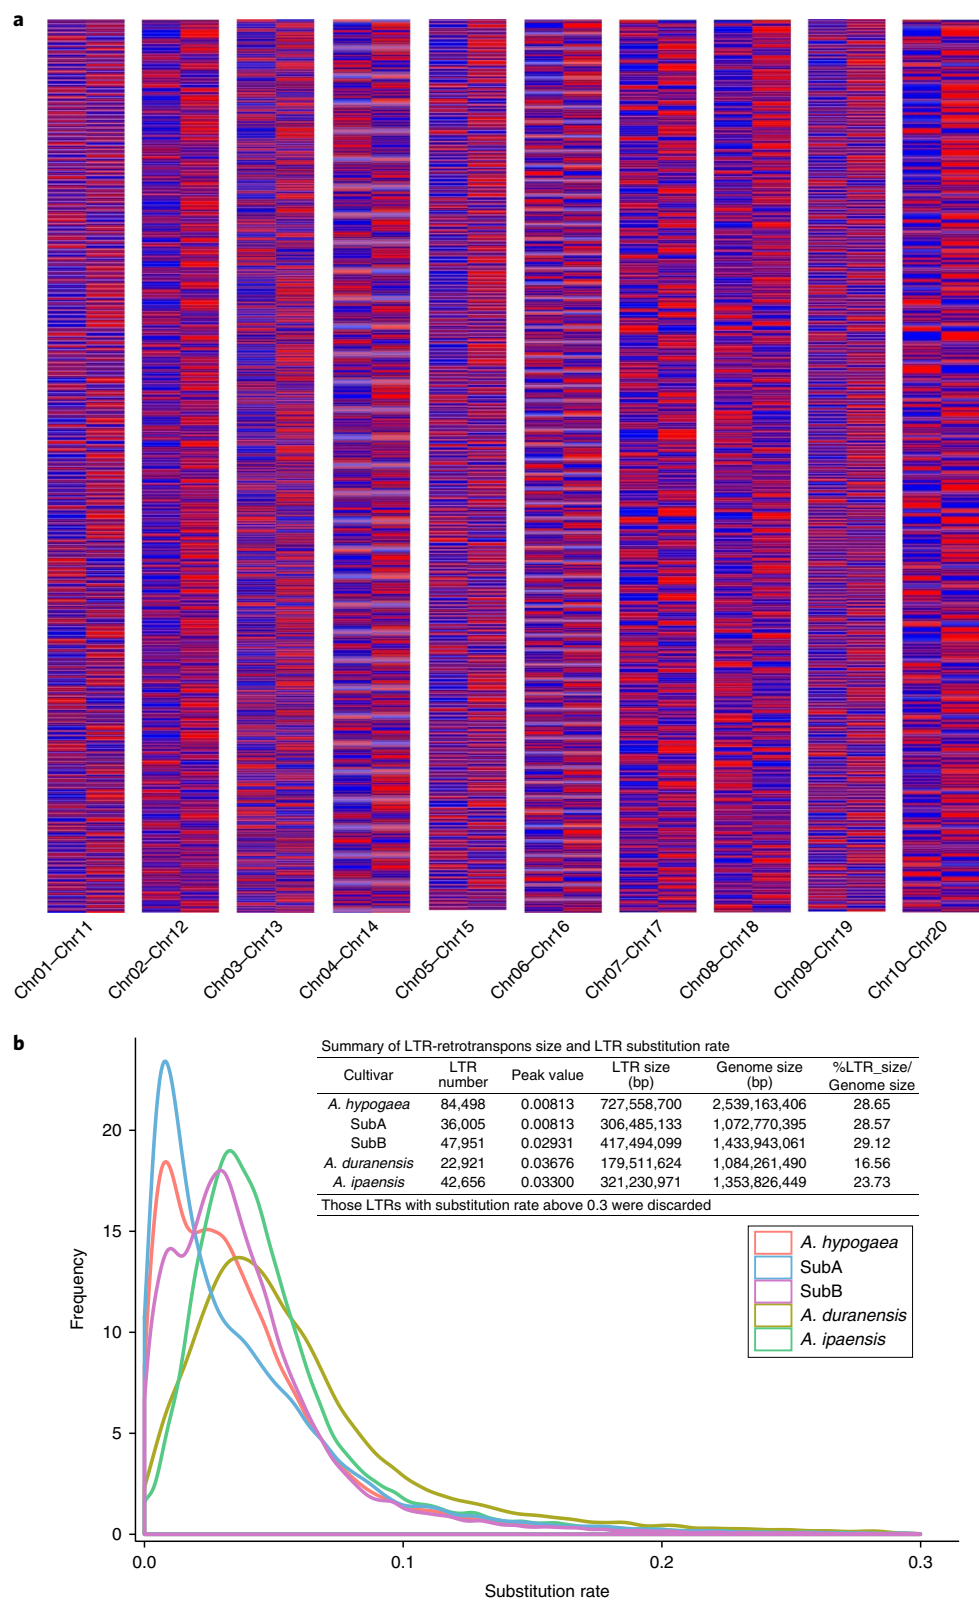 a
Chr01–Chr11
Chr02–Chr12
Chr03–Chr13
Chr04–Chr14
Chr05–Chr15
Chr06–Chr16
Chr07–Chr17
Chr08–Chr18
Chr09–Chr19
Chr10–Chr20
b
Summary of LTR-retrotranspons size and LTR substitution rate
Cultivar LTR number Peak value LTR size (bp) Genome size (bp) %LTR_size/ Genome size
A. hypogaea 84,498 0.00813 727,558,700 2,539,163,406 28.65
SubA 36,005 0.00813 306,485,133 1,072,770,395 28.57
SubB 47,951 0.02931 417,494,099 1,433,943,061 29.12
A. duranensis 22,921 0.03676 179,511,624 1,084,261,490 16.56
A. ipaensis 42,656 0.03300 321,230,971 1,353,826,449 23.73
Those LTRs with substitution rate above 0.3 were discarded
A. hypogaea
SubA
SubB
A. duranensis
A. ipaensis
Frequency
20
15
10
5
0
0.0 0.1 0.2 0.3
Substitution rate